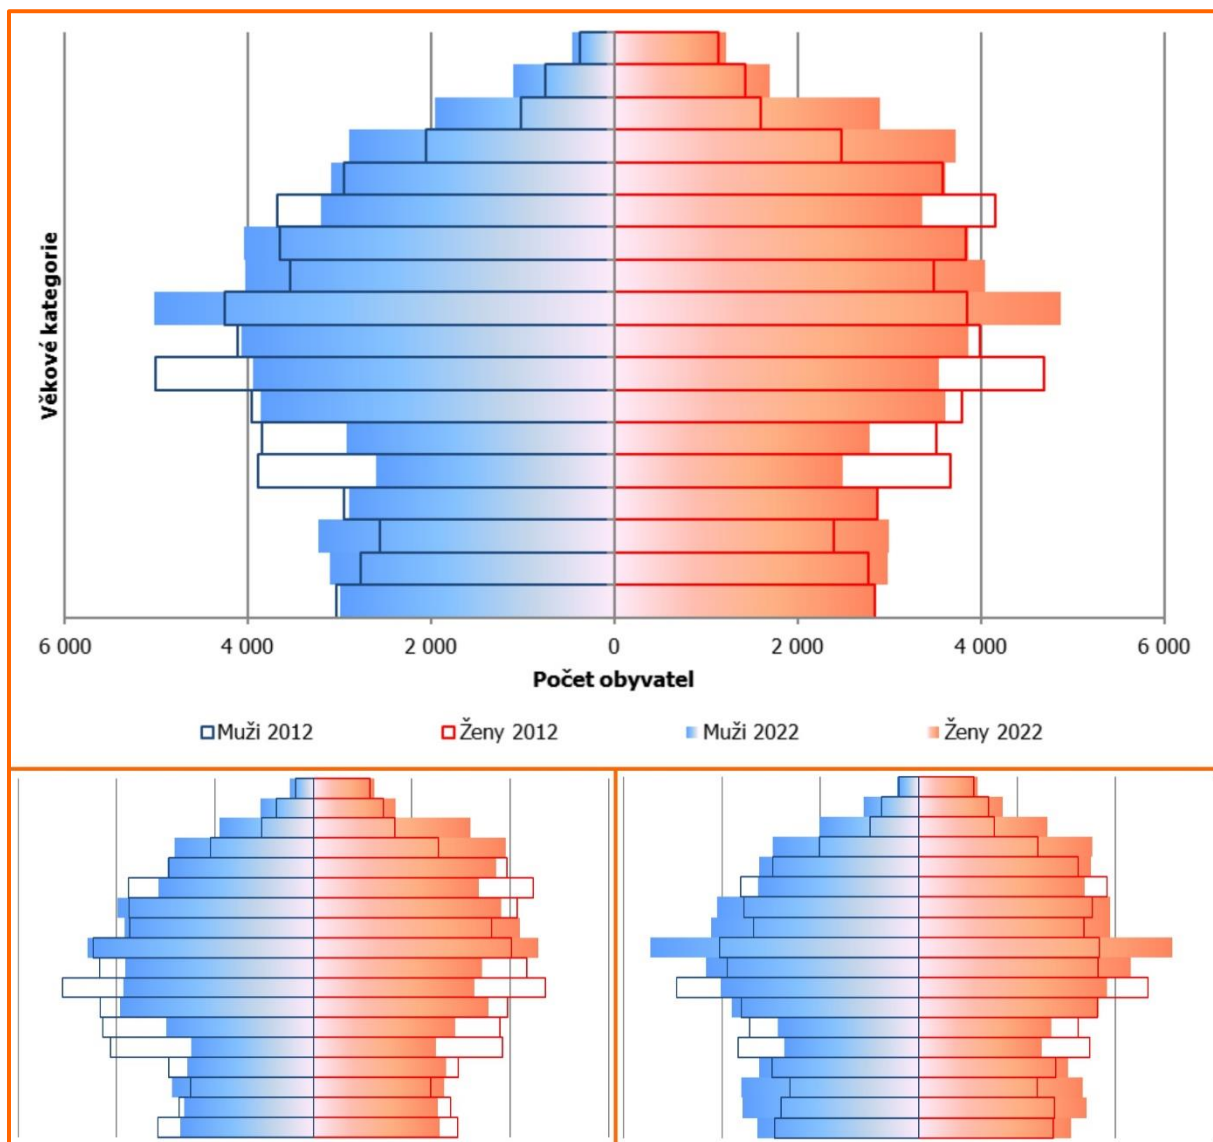 Věkové kategorie
6 000 4 000 2 000 0 2 000 4 000 6 000
Počet obyvatel
Muži 2012 Ženy 2012 Muži 2022 Ženy 2022